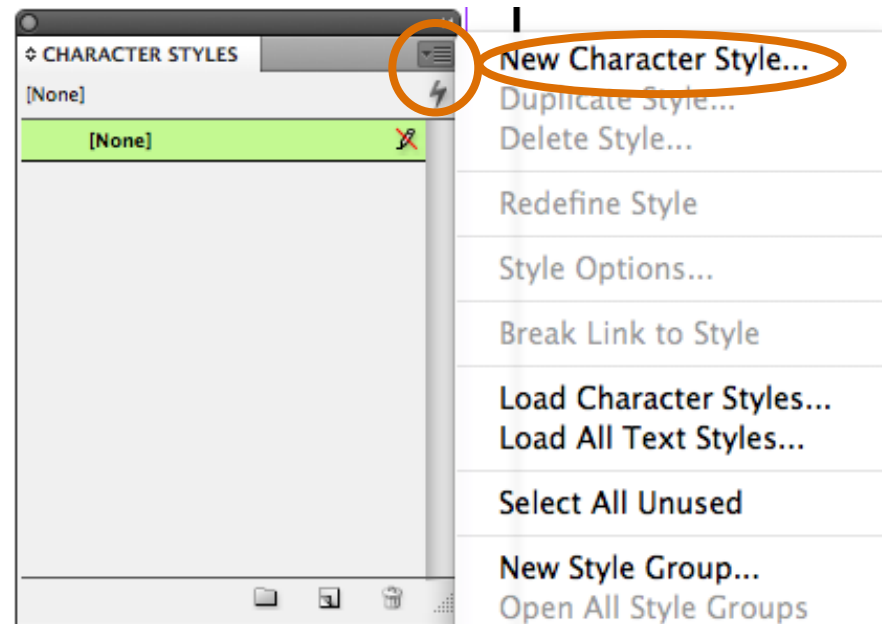 CHARACTER STYLES
[None]
[None]
New Character Style...
Duplicate Style...
Delete Style...
Redefine Style
Style Options...
Break Link to Style
Load Character Styles...
Load All Text Styles...
Select All Unused
New Style Group...
Open All Style Groups